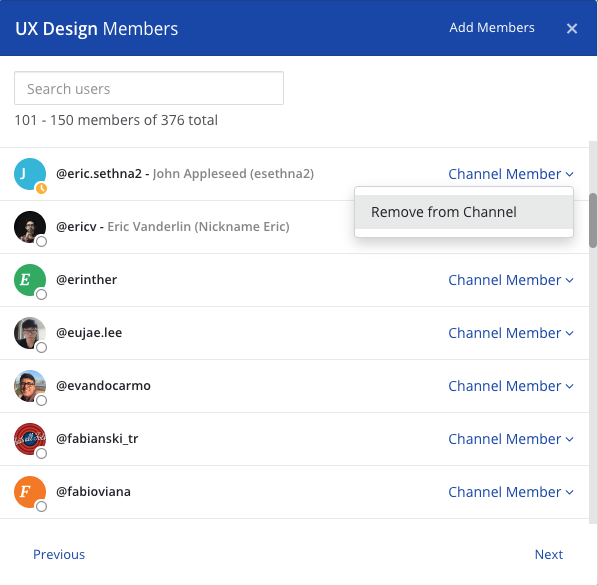 UX Design Members
Add Members
×
Search users
101 - 150 members of 376 total
J
@eric.sethna2 - John Appleseed (esethna2)
Channel Member
Remove from Channel
@ericv - Eric Vanderlin (Nickname Eric)
E
@erinther
Channel Member
@eujae.lee
Channel Member
@evandocarmo
Channel Member
@fabianski_tr
Channel Member
F
@fabioviana
Channel Member
Previous
Next